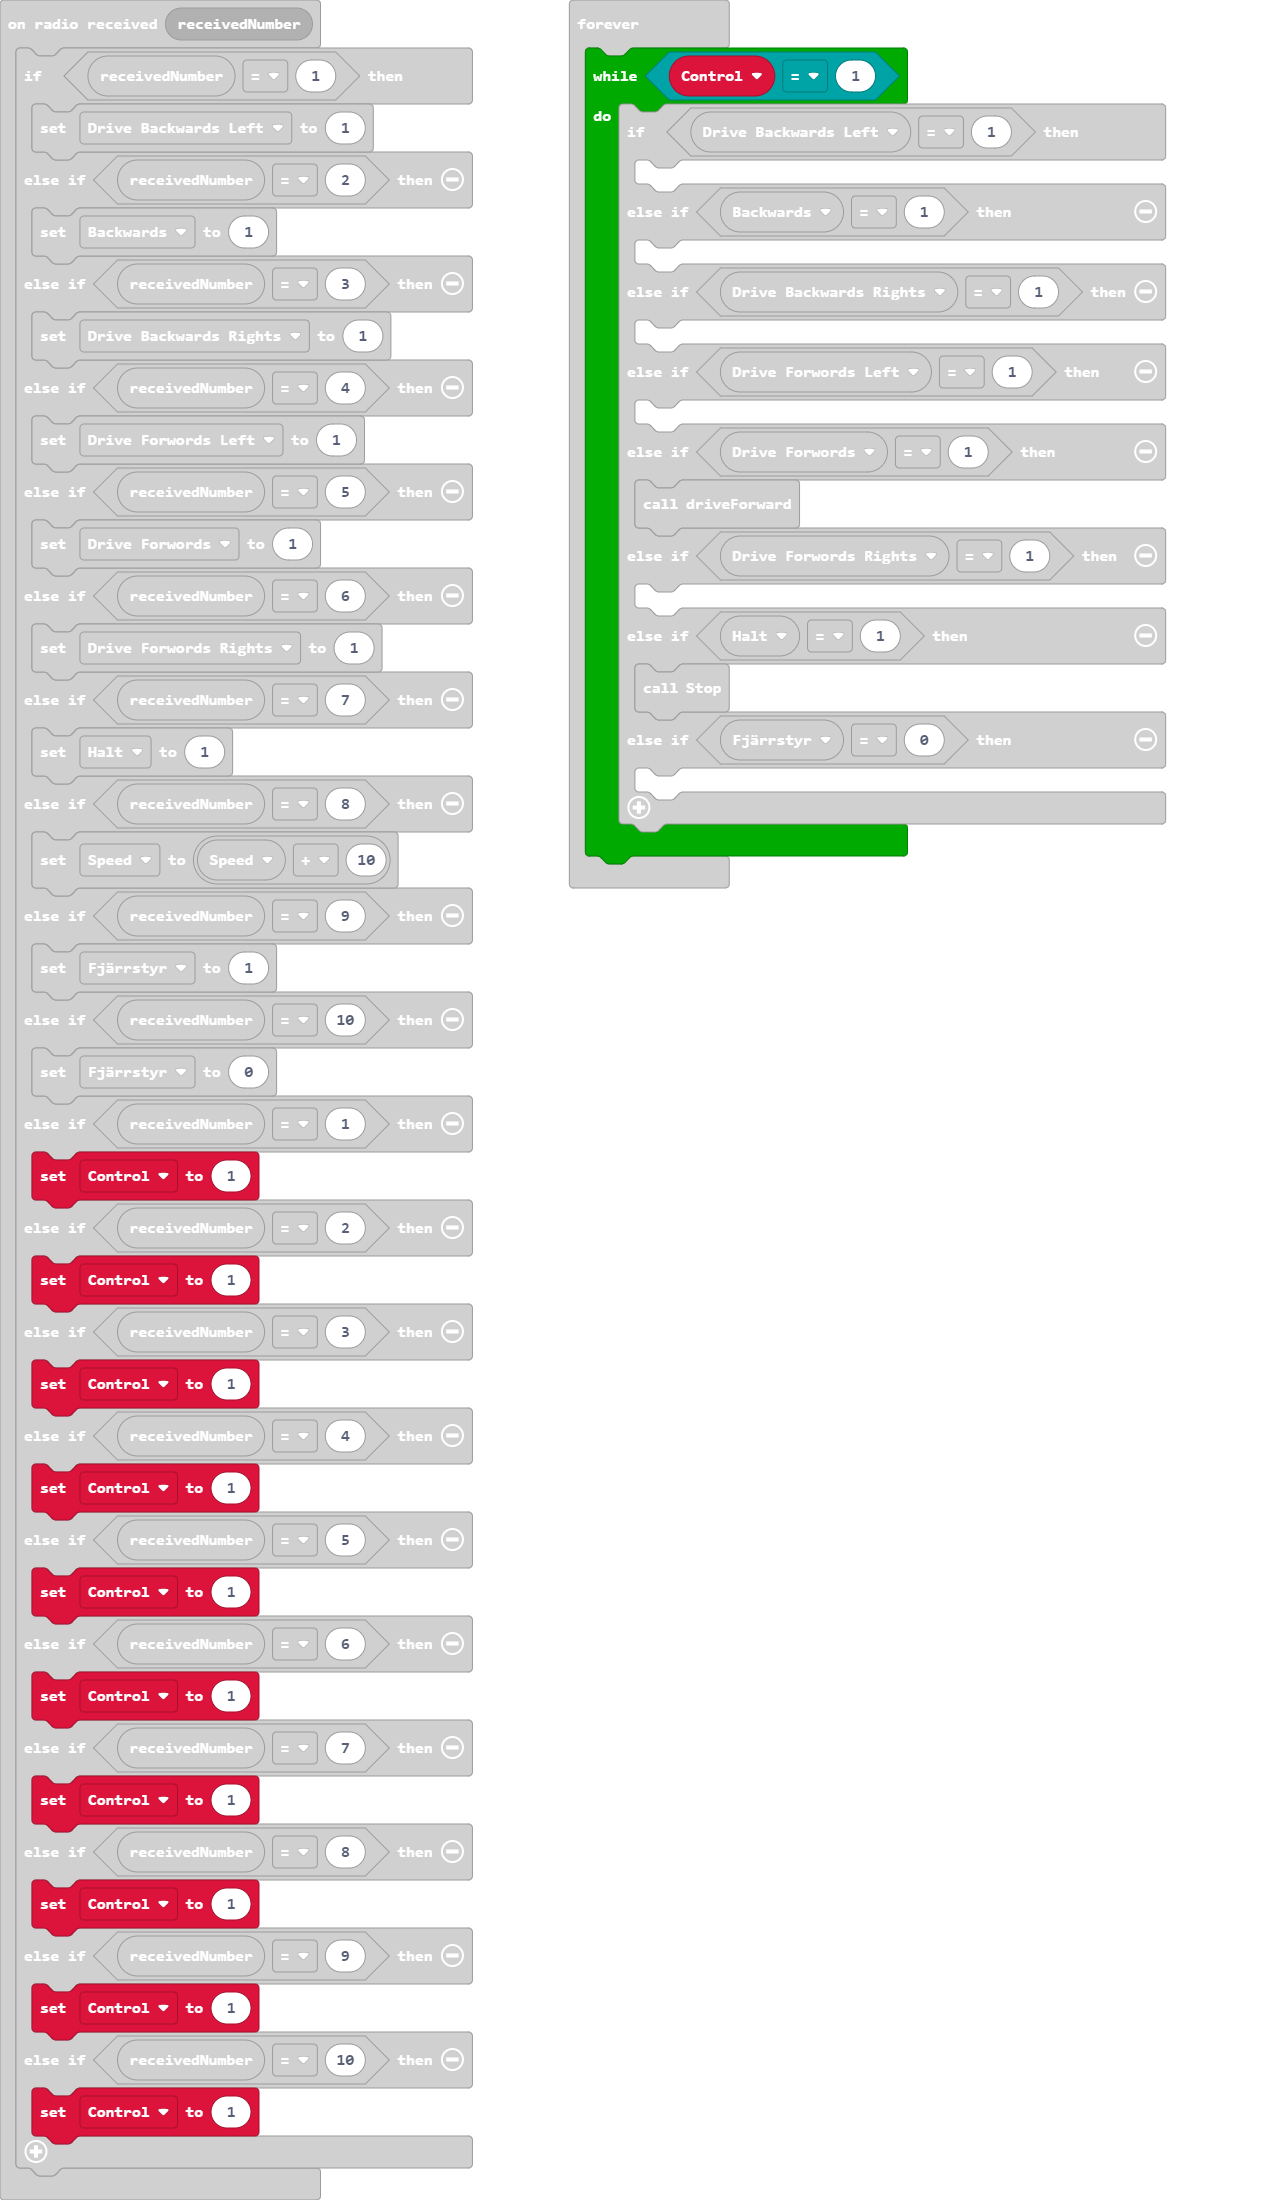 on radio received receivedNumber
if receivedNumber = 1 then
set Drive Backwards Left to 1
else if receivedNumber = 2 then
set Backwards to 1
else if receivedNumber = 3 then
set Drive Backwards Rights to 1
else if receivedNumber = 4 then
set Drive Forwords Left to 1
else if receivedNumber = 5 then
set Drive Forwords to 1
else if receivedNumber = 6 then
set Drive Forwords Rights to 1
else if receivedNumber = 7 then
set Halt to 1
else if receivedNumber = 8 then
set Speed to Speed + 10
else if receivedNumber = 9 then
set Fjärrstyr to 1
else if receivedNumber = 10 then
set Fjärrstyr to 0
else if receivedNumber = 1 then
set Control to 1
else if receivedNumber = 2 then
set Control to 1
else if receivedNumber = 3 then
set Control to 1
else if receivedNumber = 4 then
set Control to 1
else if receivedNumber = 5 then
set Control to 1
else if receivedNumber = 6 then
set Control to 1
else if receivedNumber = 7 then
set Control to 1
else if receivedNumber = 8 then
set Control to 1
else if receivedNumber = 9 then
set Control to 1
else if receivedNumber = 10 then
set Control to 1
forever
while Control = 1
do
if Drive Backwards Left = 1 then
else if Backwards = 1 then
else if Drive Backwards Rights = 1 then
else if Drive Forwords Left = 1 then
else if Drive Forwords = 1 then
call driveForward
else if Drive Forwords Rights = 1 then
else if Halt = 1 then
call Stop
else if Fjärrstyr = 0 then